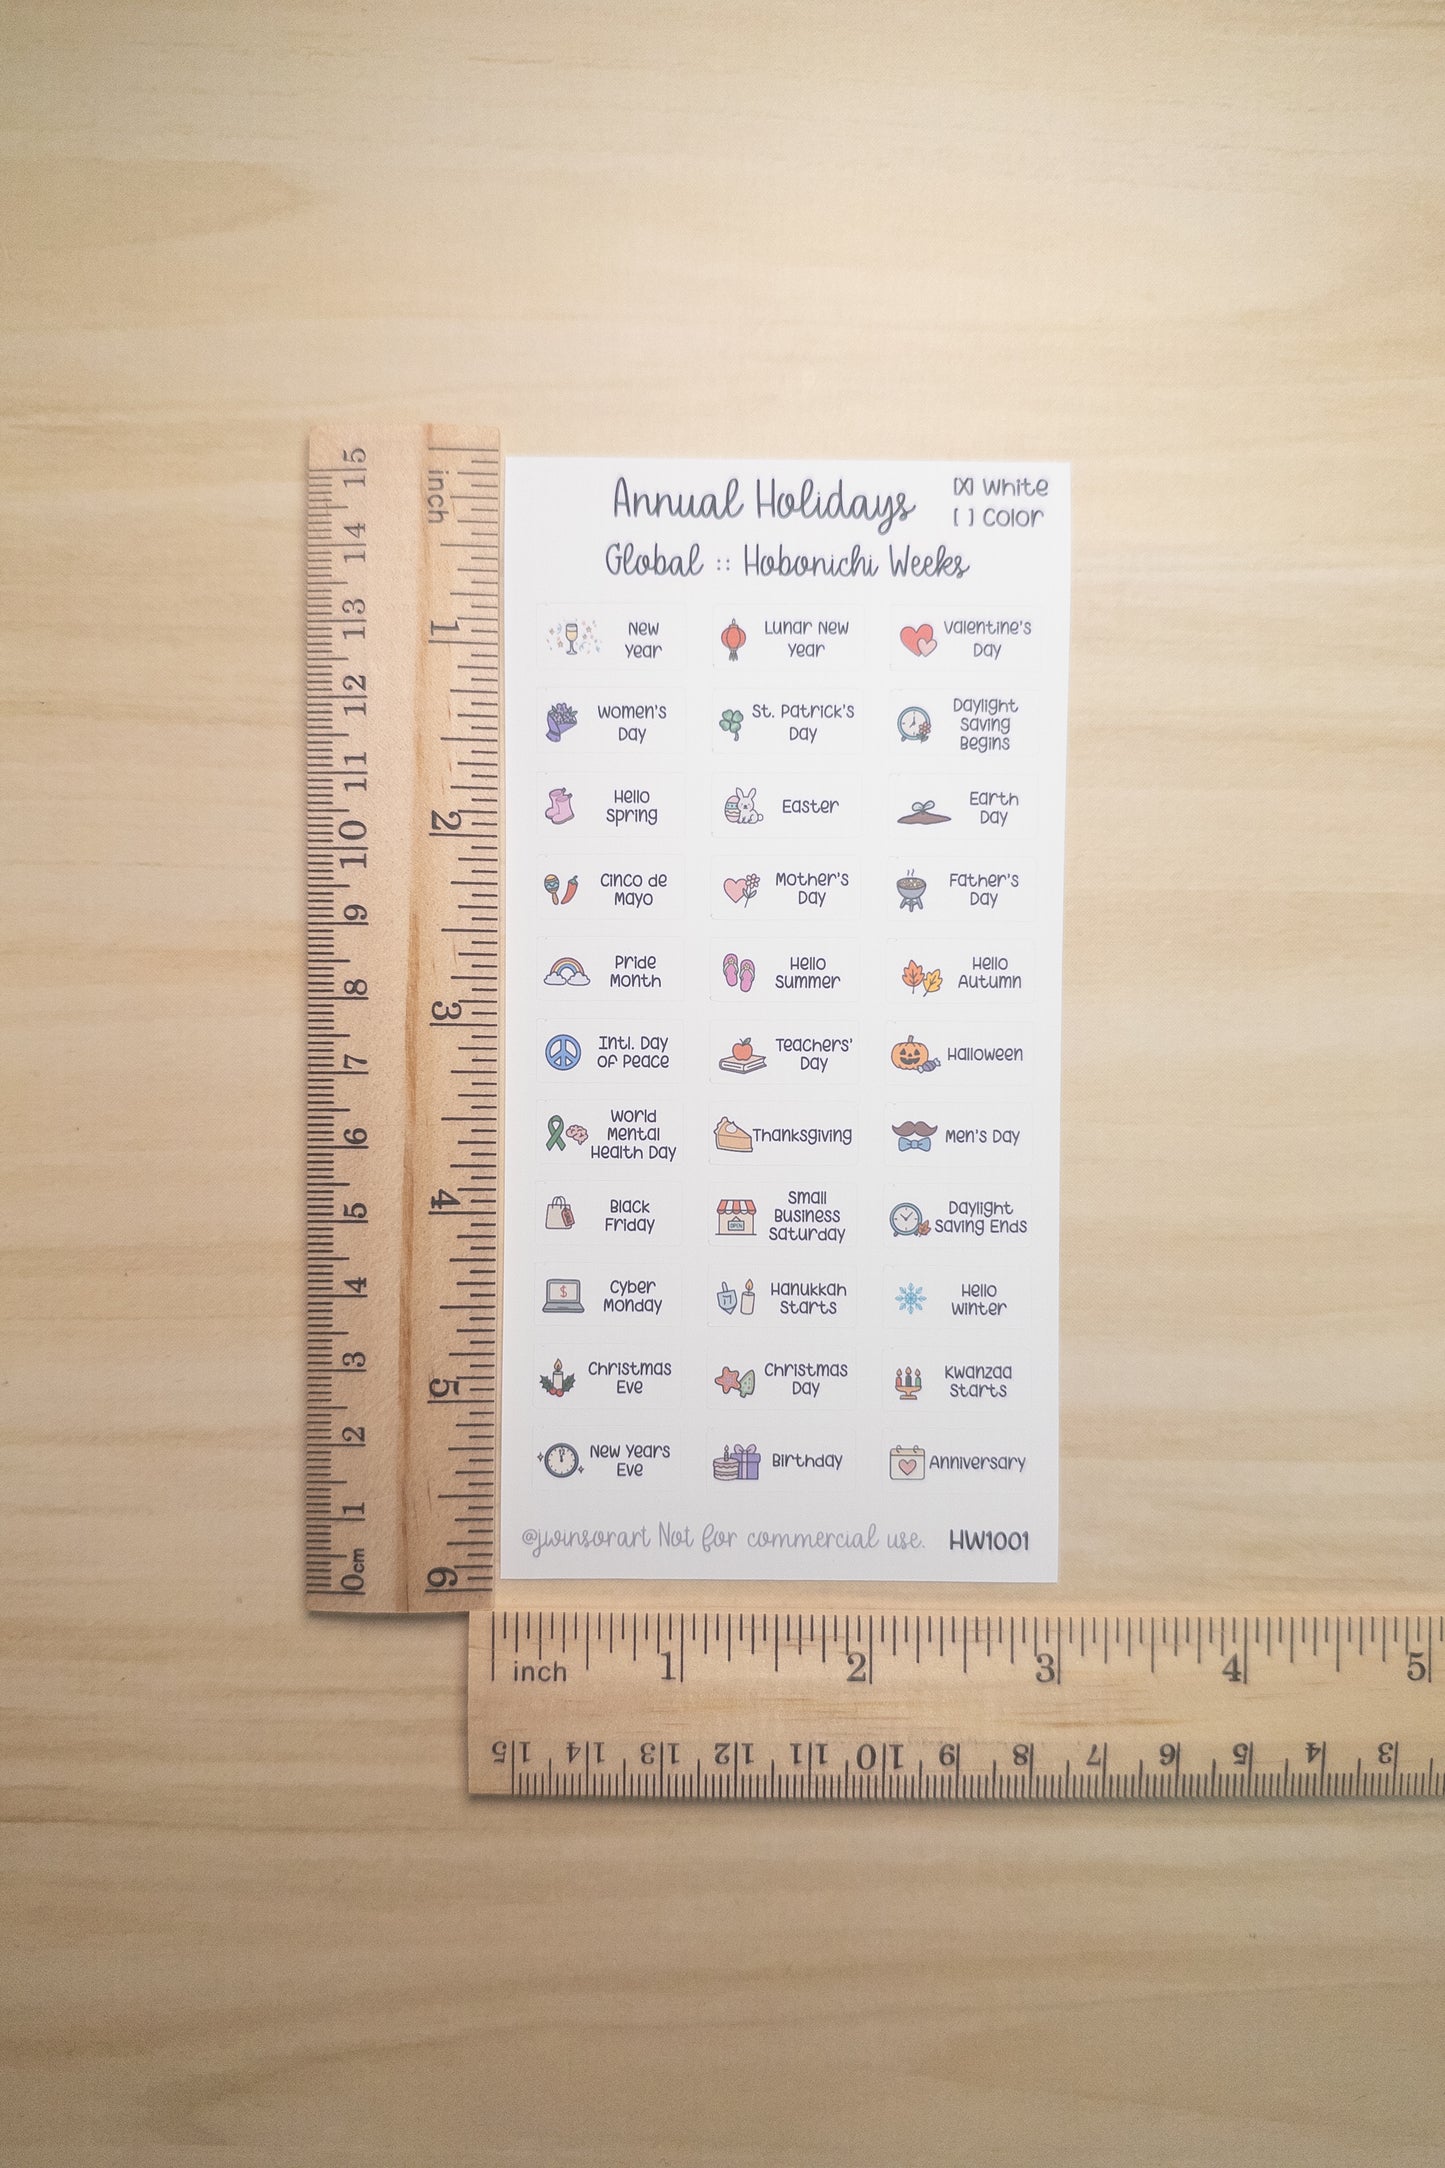 Annual Holidays
[X] White
[ ] Color
Global :: Hobonichi Weeks
New
Year
Lunar New
Year
Valentine's
Day
Women's
Day
St. Patrick's
Day
Daylight
Saving
Begins
Hello
Spring
Easter
Earth
Day
Cinco de
Mayo
Mother's
Day
Father's
Day
Pride
Month
Hello
Summer
Hello
Autumn
Intl. Day
of Peace
Teachers'
Day
Halloween
World
Mental
Health Day
Thanksgiving
Men's Day
Black
Friday
OPEN
Small
Business
Saturday
Daylight
Saving Ends
$
Cyber
Monday
Hanukkah
Starts
Hello
Winter
Christmas
Eve
Christmas
Day
Kwanzaa
Starts
New Years
Eve
Birthday
Anniversary
@jwinsorart Not for commercial use.
HW1001
15 14 13 12 11 10 9 8 7 6 5 4 3 2 1 0cm
inch 1 2 3 4 5 6
inch 1 2 3 4 5
15 14 13 12 11 10 9 8 7 6 5 4 3